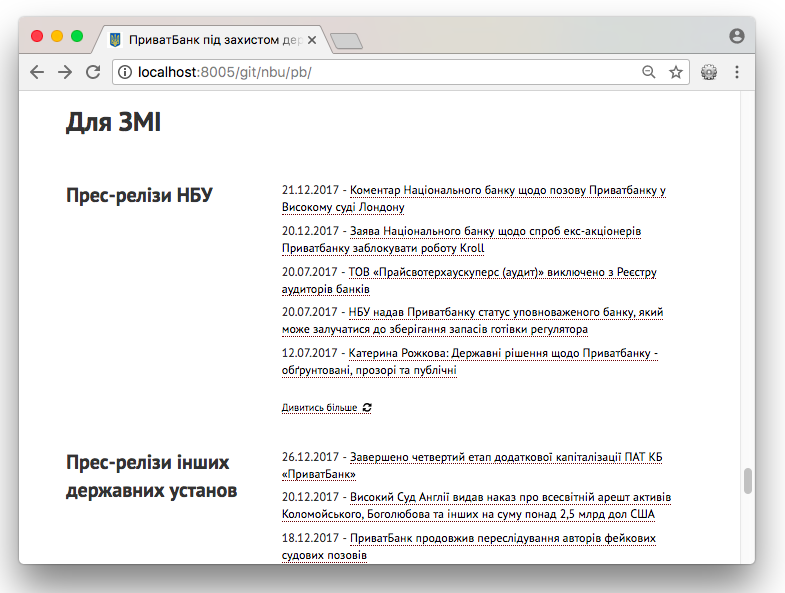 ПриватБанк під захистом дер
localhost:8005/git/nbu/pb/
Для ЗМІ
Прес-релізи НБУ
21.12.2017 - Коментар Національного банку щодо позову Приватбанку у
Високому суді Лондону
20.12.2017 - Заява Національного банку щодо спроб екс-акціонерів
Приватбанку заблокувати роботу Kroll
20.07.2017 - ТОВ «Прайсвотерхаускуперс (аудит)» виключено з Реєстру
аудиторів банків
20.07.2017 - НБУ надав Приватбанку статус уповноваженого банку, який
може залучатися до зберігання запасів готівки регулятора
12.07.2017 - Катерина Рожкова: Державні рішення щодо Приватбанку -
обґрунтовані, прозорі та публічні
Дивитись більше
Прес-релізи інших
державних установ
26.12.2017 - Завершено четвертий етап додаткової капіталізації ПАТ КБ
«ПриватБанк»
20.12.2017 - Високий Суд Англії видав наказ про всесвітній арешт активів
Коломойського, Боголюбова та інших на суму понад 2,5 млрд дол США
18.12.2017 - ПриватБанк продовжив переслідування авторів фейкових
судових позовів